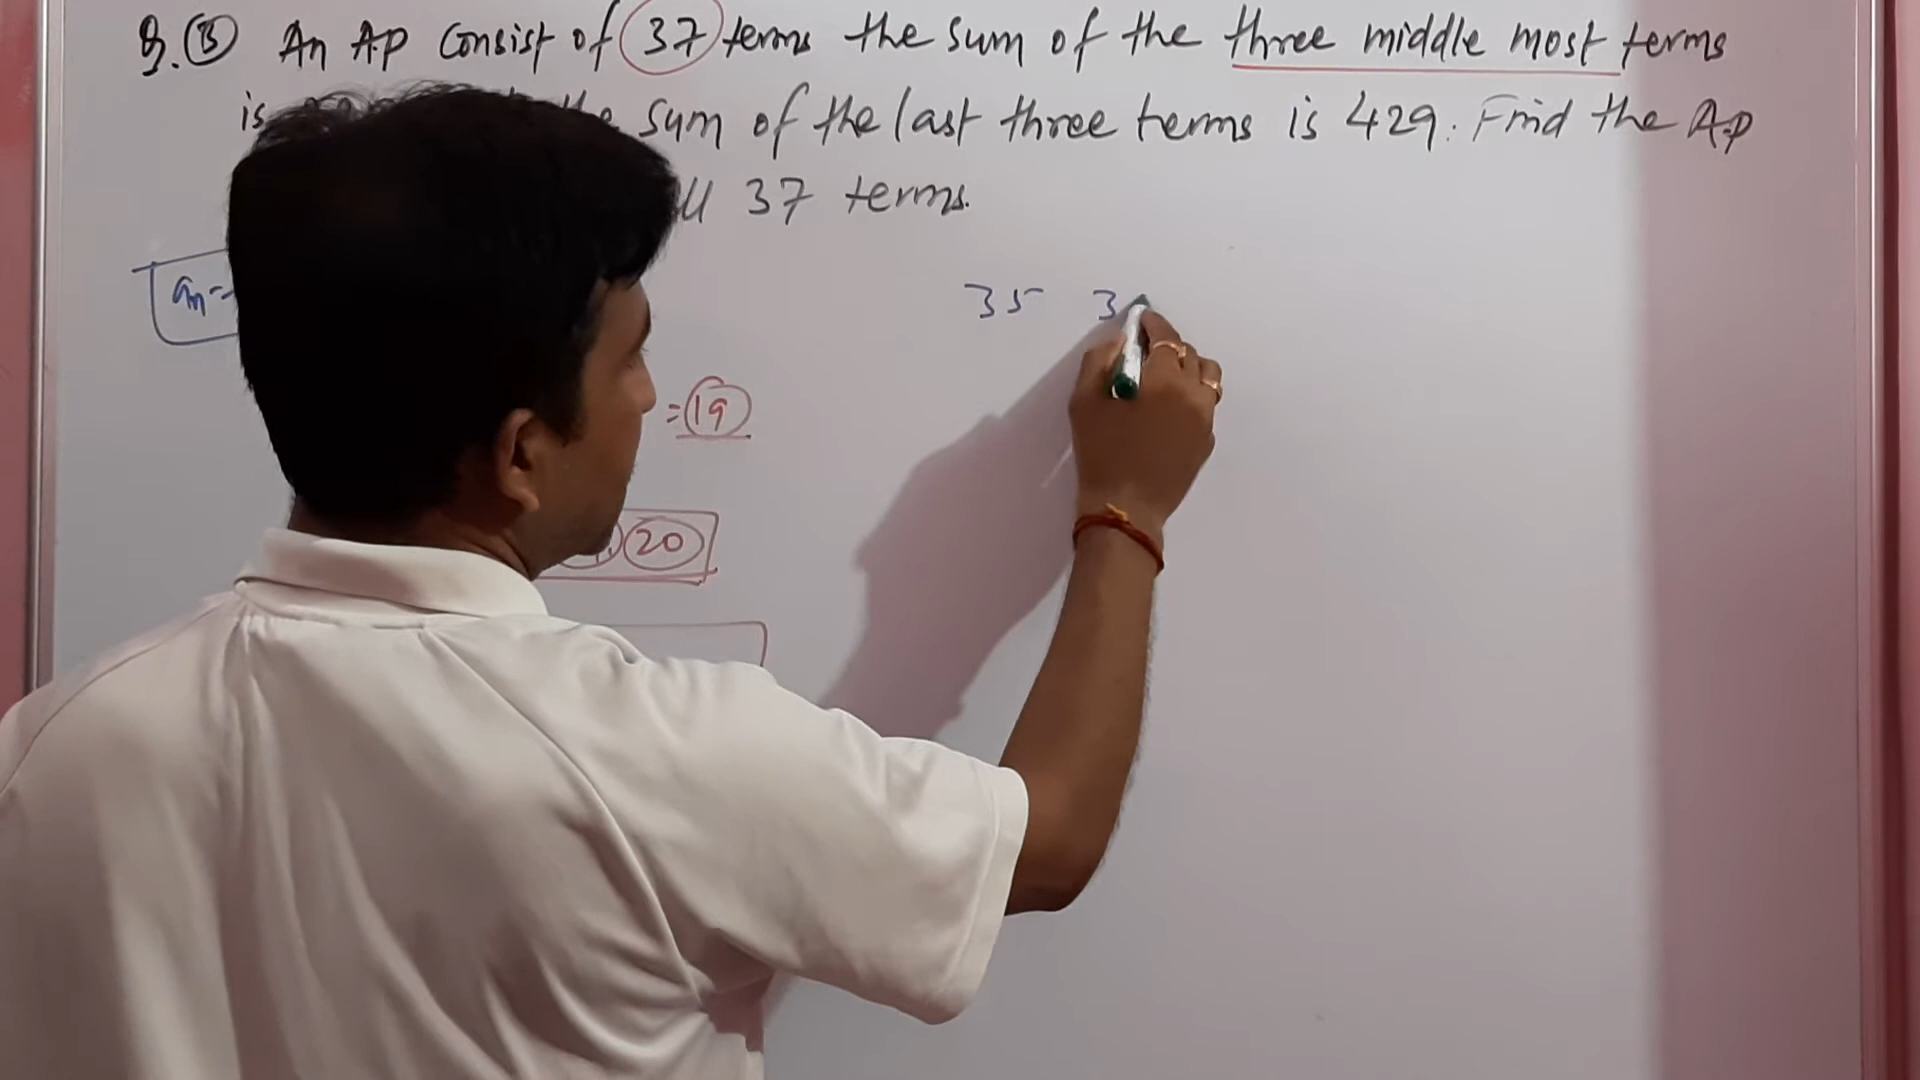 Q. 15 An A.P consist of 37 terms the sum of the three middle most terms
is sum of the last three terms is 429. Find the A.P
37 terms.
an=
35 3
=19
20